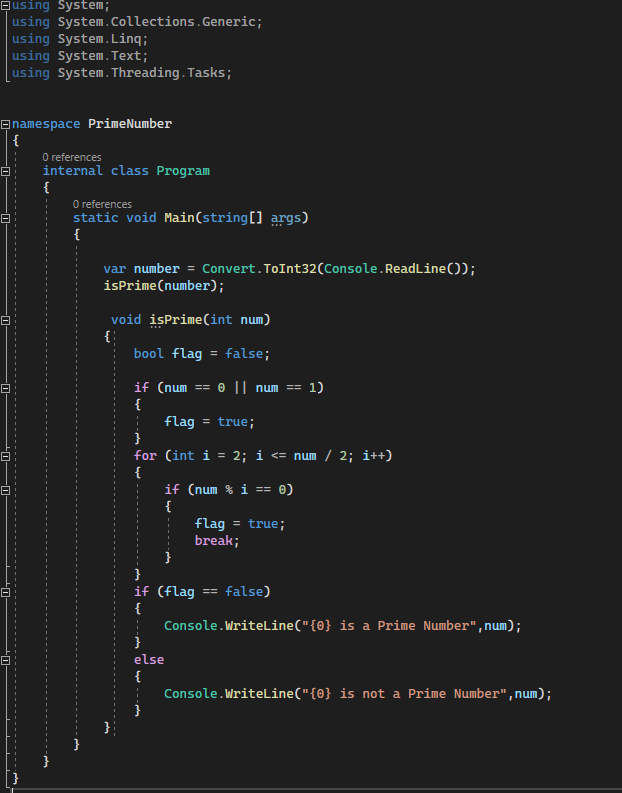 using System;
using System.Collections.Generic;
using System.Linq;
using System.Text;
using System.Threading.Tasks;
namespace PrimeNumber
{
0 references
internal class Program
{
0 references
static void Main(string[] args)
{
var number = Convert.ToInt32(Console.ReadLine());
isPrime(number);
void isPrime(int num)
{
bool flag = false;
if (num == 0 || num == 1)
{
flag = true;
}
for (int i = 2; i <= num / 2; i++)
{
if (num % i == 0)
{
flag = true;
break;
}
}
if (flag == false)
{
Console.WriteLine("{0} is a Prime Number",num);
}
else
{
Console.WriteLine("{0} is not a Prime Number",num);
}
}
}
}
}